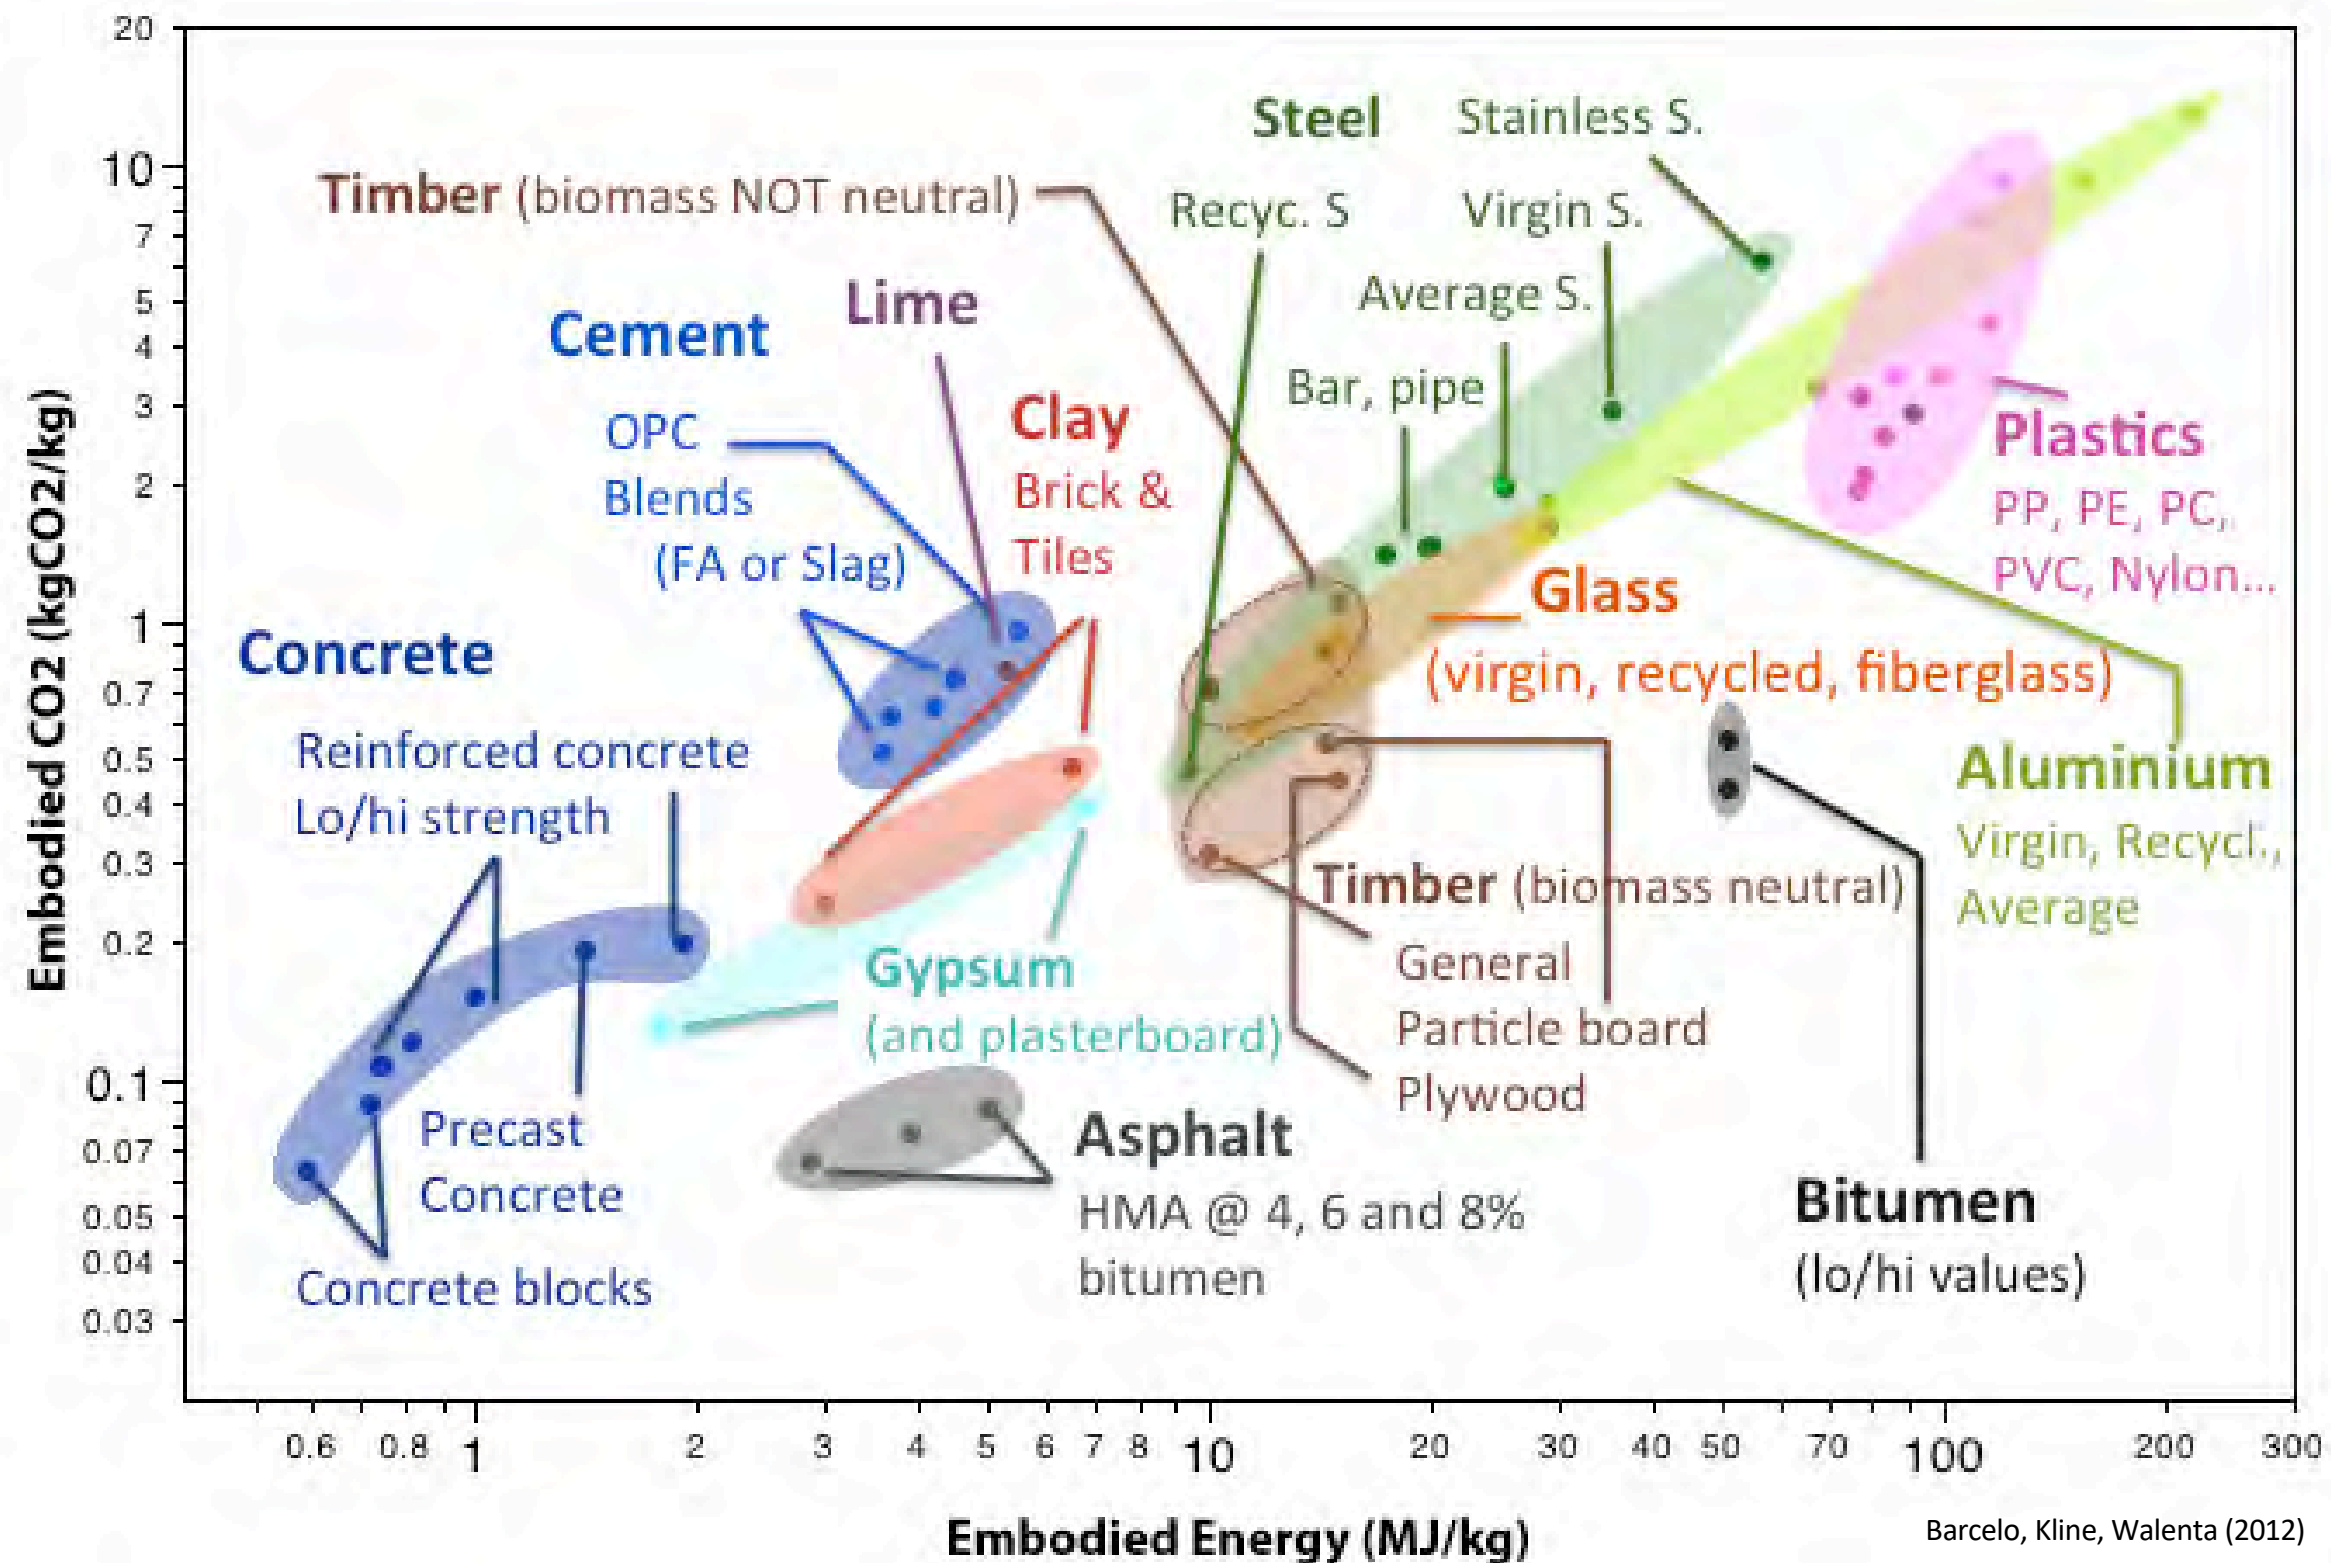 20
10
7
5
4
3
2
1
0.7
0.5
0.4
0.3
0.2
0.1
0.07
0.05
0.04
0.03
Embodied CO2 (kgCO2/kg)
Steel
Stainless S.
Timber (biomass NOT neutral)
Recyc. S
Virgin S.
Average S.
Bar, pipe
Lime
Cement
OPC
Blends
(FA or Slag)
Clay
Brick &
Tiles
Plastics
PP, PE, PC,
PVC, Nylon...
Glass
(virgin, recycled, fiberglass)
Concrete
Reinforced concrete
Lo/hi strength
Aluminium
Virgin, Recycl.,
Average
Timber (biomass neutral)
General
Particle board
Plywood
Gypsum
(and plasterboard)
Precast
Concrete
Concrete blocks
Asphalt
HMA @ 4, 6 and 8%
bitumen
Bitumen
(lo/hi values)
0.6 0.8 1 2 3 4 5 6 7 8 10 20 30 40 50 70 100 200 300
Embodied Energy (MJ/kg)
Barcelo, Kline, Walenta (2012)